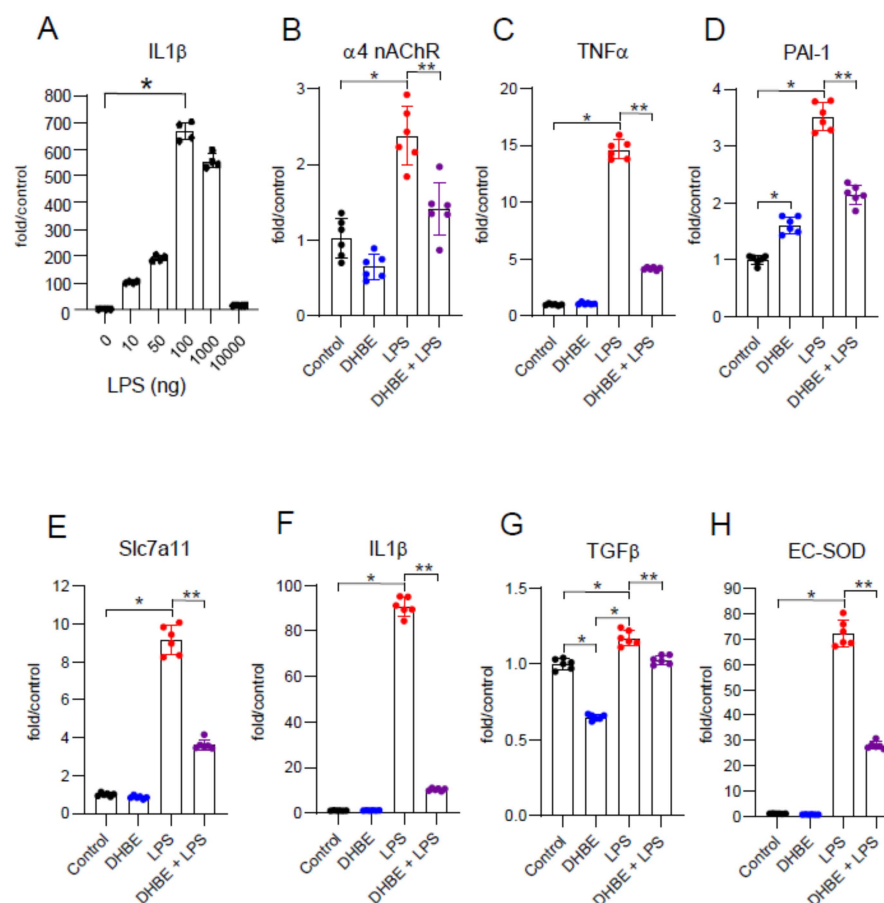 A
IL1β
*
fold/control
800
700
600
500
400
300
200
100
0
0
10
50
100
1000
10000
LPS (ng)
B
α4 nAChR
*
**
fold/control
3
2
1
0
Control
DHBE
LPS
DHBE + LPS
C
TNFα
*
**
fold/control
20
15
10
5
0
Control
DHBE
LPS
DHBE + LPS
D
PAI-1
*
**
*
fold/control
4
3
2
1
0
Control
DHBE
LPS
DHBE + LPS
E
Slc7a11
*
**
fold/control
12
10
8
6
4
2
0
Control
DHBE
LPS
DHBE + LPS
F
IL1β
*
**
fold/control
100
80
60
40
20
0
Control
DHBE
LPS
DHBE + LPS
G
TGFβ
*
**
*
*
fold/control
1.5
1.0
0.5
0.0
Control
DHBE
LPS
DHBE + LPS
H
EC-SOD
*
**
fold/control
90
80
70
60
50
40
30
20
10
0
Control
DHBE
LPS
DHBE + LPS